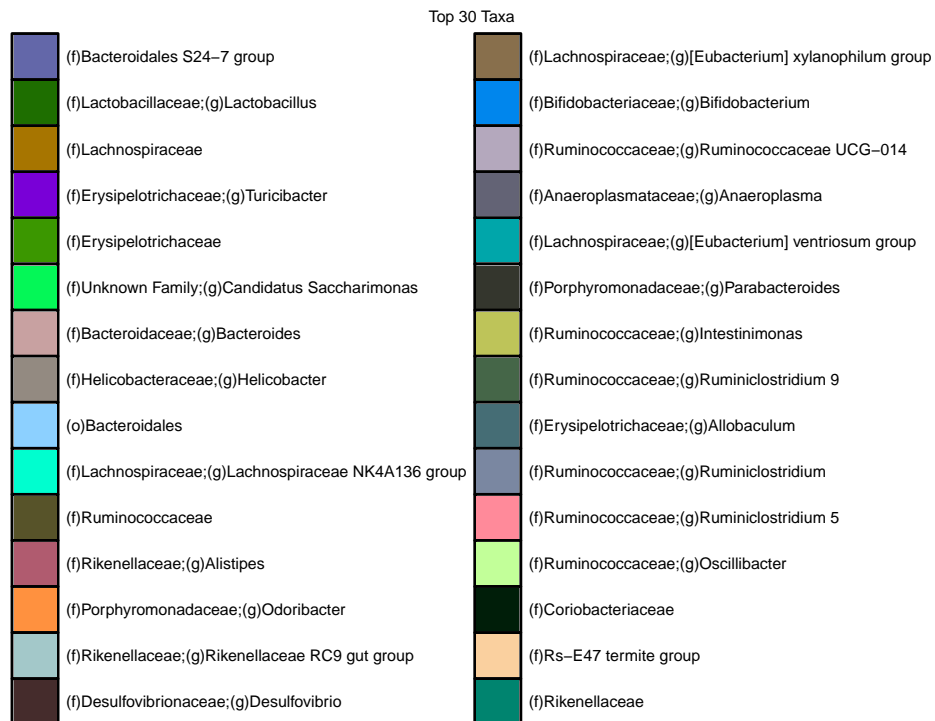 Top 30 Taxa
(f)Bacteroidales S24−7 group
(f)Lactobacillaceae;(g)Lactobacillus
(f)Lachnospiraceae
(f)Erysipelotrichaceae;(g)Turicibacter
(f)Erysipelotrichaceae
(f)Unknown Family;(g)Candidatus Saccharimonas
(f)Bacteroidaceae;(g)Bacteroides
(f)Helicobacteraceae;(g)Helicobacter
(o)Bacteroidales
(f)Lachnospiraceae;(g)Lachnospiraceae NK4A136 group
(f)Ruminococcaceae
(f)Rikenellaceae;(g)Alistipes
(f)Porphyromonadaceae;(g)Odoribacter
(f)Rikenellaceae;(g)Rikenellaceae RC9 gut group
(f)Desulfovibrionaceae;(g)Desulfovibrio
(f)Lachnospiraceae;(g)[Eubacterium] xylanophilum group
(f)Bifidobacteriaceae;(g)Bifidobacterium
(f)Ruminococcaceae;(g)Ruminococcaceae UCG−014
(f)Anaeroplasmataceae;(g)Anaeroplasma
(f)Lachnospiraceae;(g)[Eubacterium] ventriosum group
(f)Porphyromonadaceae;(g)Parabacteroides
(f)Ruminococcaceae;(g)Intestinimonas
(f)Ruminococcaceae;(g)Ruminiclostridium 9
(f)Erysipelotrichaceae;(g)Allobaculum
(f)Ruminococcaceae;(g)Ruminiclostridium
(f)Ruminococcaceae;(g)Ruminiclostridium 5
(f)Ruminococcaceae;(g)Oscillibacter
(f)Coriobacteriaceae
(f)Rs−E47 termite group
(f)Rikenellaceae